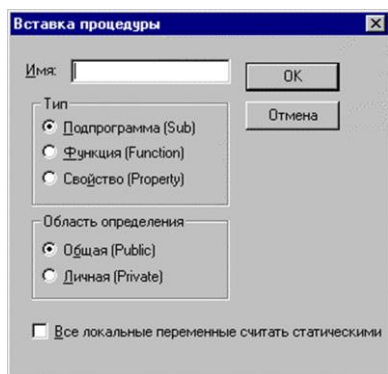 Вставка процедуры
Имя:
OK
Отмена
Тип
Подпрограмма (Sub)
Функция (Function)
Свойство (Property)
Область определения
Общая (Public)
Личная (Private)
Все локальные переменные считать статическими